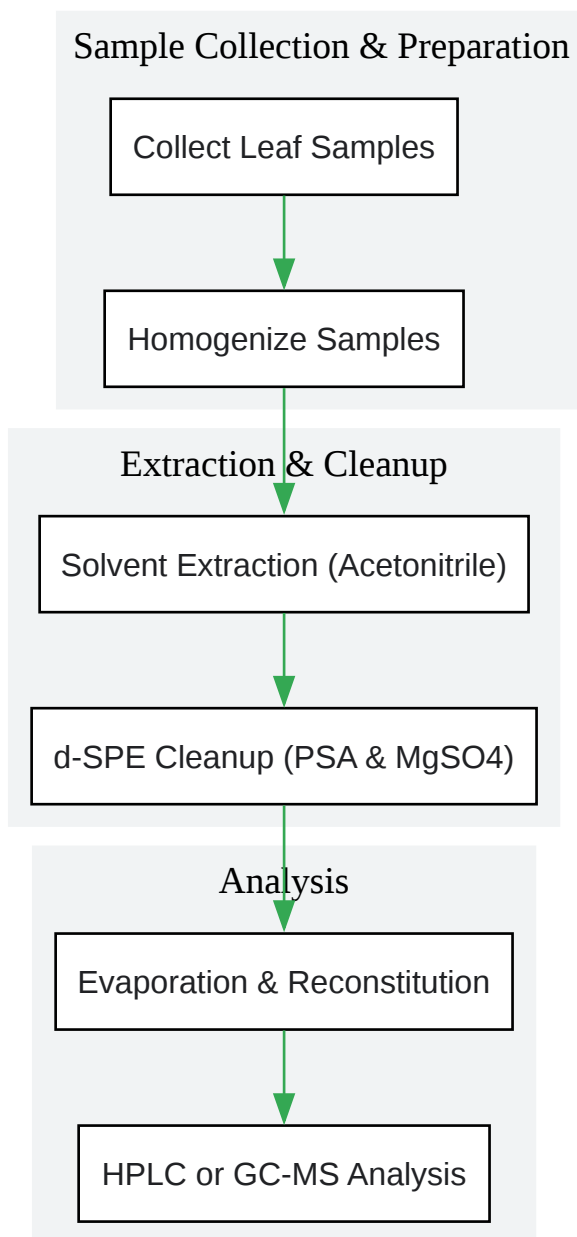 Sample Collection & Preparation
Collect Leaf Samples
Homogenize Samples
Extraction & Cleanup
Solvent Extraction (Acetonitrile)
d-SPE Cleanup (PSA & MgSO4)
Analysis
Evaporation & Reconstitution
HPLC or GC-MS Analysis